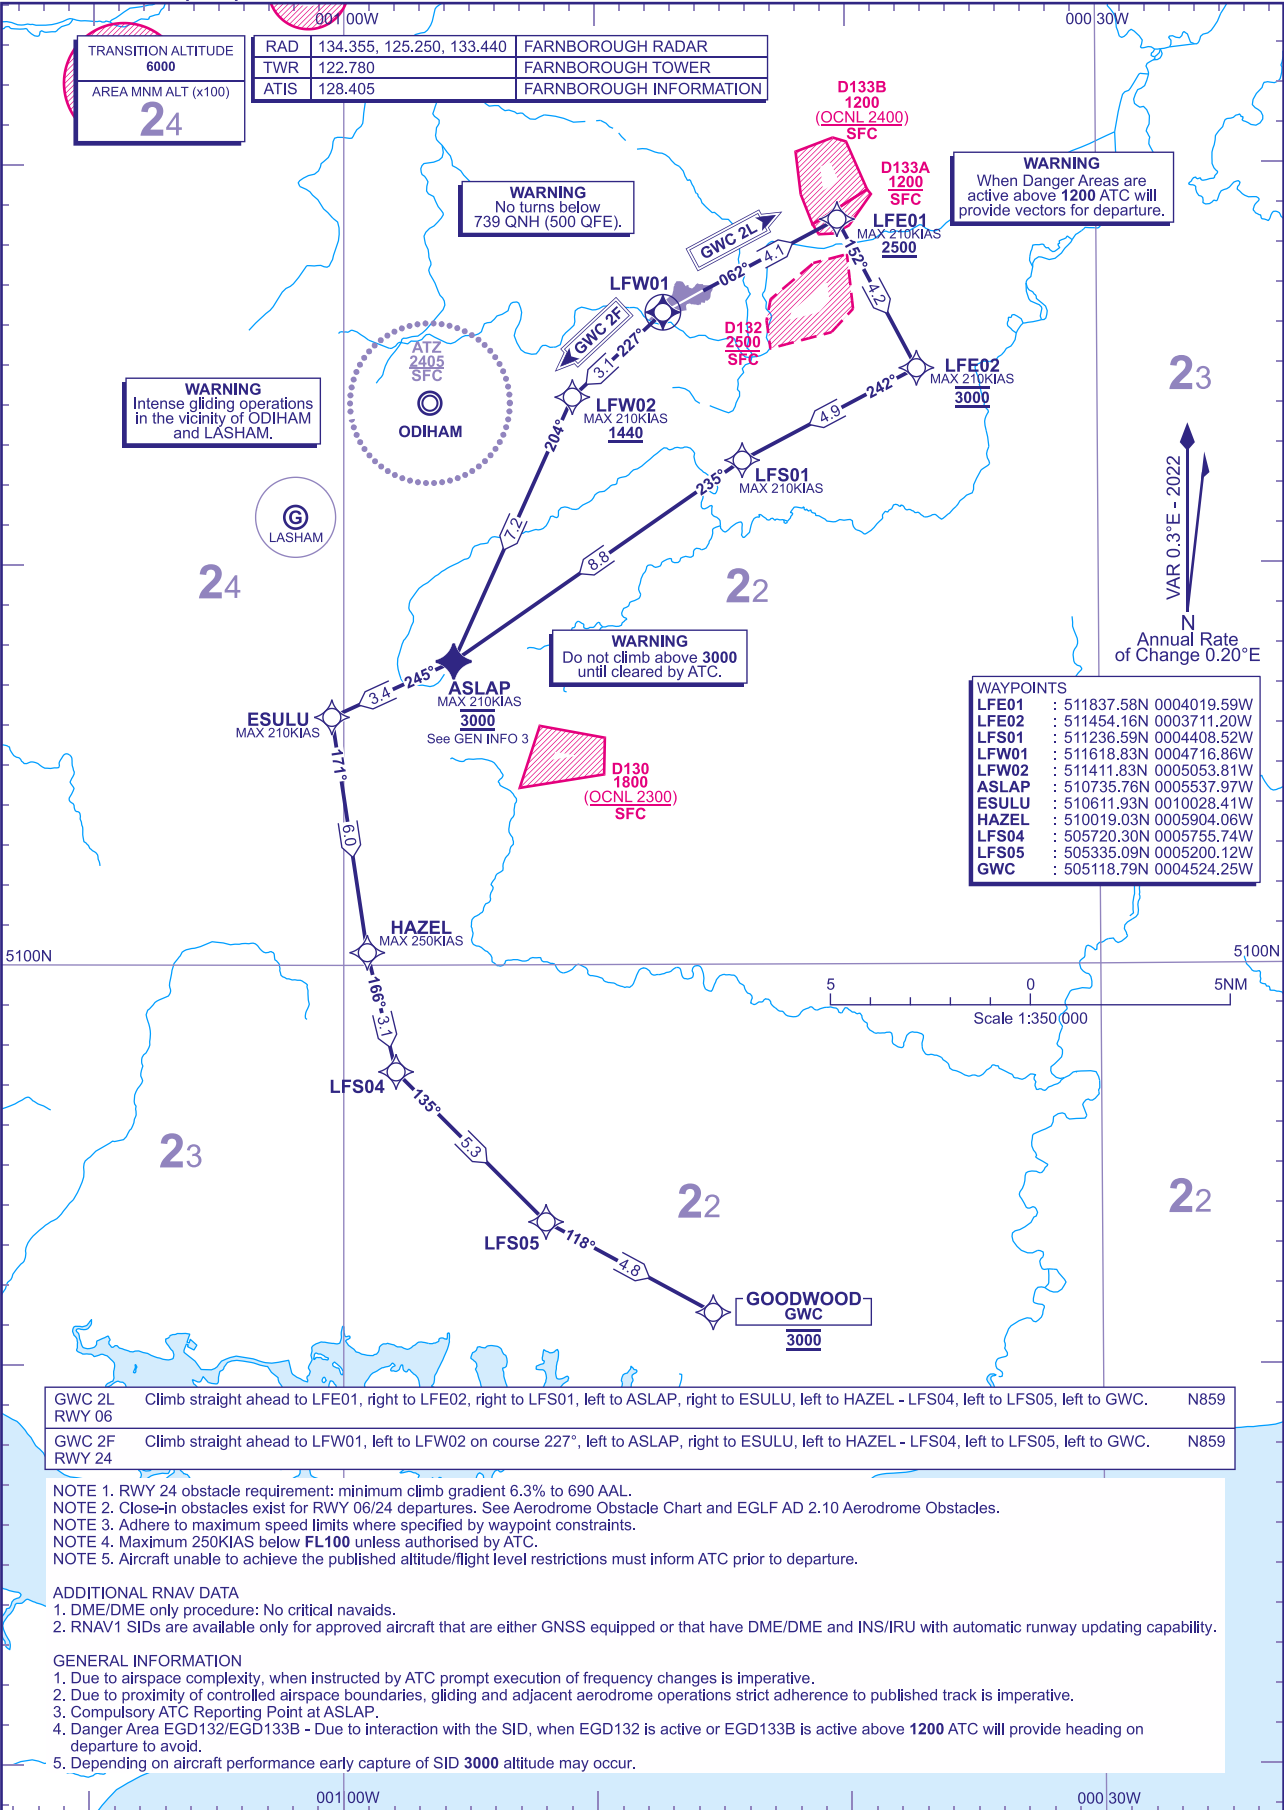 001 00W
000 30W
TRANSITION ALTITUDE
6000
AREA MNM ALT (x100)
24
RAD 134.355, 125.250, 133.440 FARNBOROUGH RADAR
TWR 122.780 FARNBOROUGH TOWER
ATIS 128.405 FARNBOROUGH INFORMATION
D133B
1200
(OCNL 2400)
SFC
D133A
1200
SFC
WARNING
When Danger Areas are
active above 1200 ATC will
provide vectors for departure.
WARNING
No turns below
739 QNH (500 QFE).
GWC 2L
LFE01
MAX 210KIAS
2500
062°
4.1
152°
4.2
LFW01
GWC 2F
227°
3.1
D132
2500
SFC
ATZ
2405
SFC
ODIHAM
LFE02
MAX 210KIAS
3000
23
WARNING
Intense gliding operations
in the vicinity of ODIHAM
and LASHAM.
LFW02
MAX 210KIAS
1440
204°
242°
4.9
LFS01
MAX 210KIAS
235°
G
LASHAM
7.2
8.8
24
22
VAR 0.3°E - 2022
N
Annual Rate
of Change 0.20°E
WARNING
Do not climb above 3000
until cleared by ATC.
ASLAP
MAX 210KIAS
3000
See GEN INFO 3
245°
3.4
ESULU
MAX 210KIAS
171°
6.0
D130
1800
(OCNL 2300)
SFC
WAYPOINTS
LFE01 : 511837.58N 0004019.59W
LFE02 : 511454.16N 0003711.20W
LFS01 : 511236.59N 0004408.52W
LFW01 : 511618.83N 0004716.86W
LFW02 : 511411.83N 0005053.81W
ASLAP : 510735.76N 0005537.97W
ESULU : 510611.93N 0010028.41W
HAZEL : 510019.03N 0005904.06W
LFS04 : 505720.30N 0005755.74W
LFS05 : 505335.09N 0005200.12W
GWC : 505118.79N 0004524.25W
HAZEL
MAX 250KIAS
5100N
5100N
166°
3.1
5 0 5NM
Scale 1:350 000
LFS04
135°
5.3
23
22
22
LFS05
118°
4.8
GOODWOOD
GWC
3000
GWC 2L Climb straight ahead to LFE01, right to LFE02, right to LFS01, left to ASLAP, right to ESULU, left to HAZEL - LFS04, left to LFS05, left to GWC. N859
RWY 06
GWC 2F Climb straight ahead to LFW01, left to LFW02 on course 227°, left to ASLAP, right to ESULU, left to HAZEL - LFS04, left to LFS05, left to GWC. N859
RWY 24
NOTE 1. RWY 24 obstacle requirement: minimum climb gradient 6.3% to 690 AAL.
NOTE 2. Close-in obstacles exist for RWY 06/24 departures. See Aerodrome Obstacle Chart and EGLF AD 2.10 Aerodrome Obstacles.
NOTE 3. Adhere to maximum speed limits where specified by waypoint constraints.
NOTE 4. Maximum 250KIAS below FL100 unless authorised by ATC.
NOTE 5. Aircraft unable to achieve the published altitude/flight level restrictions must inform ATC prior to departure.
ADDITIONAL RNAV DATA
1. DME/DME only procedure: No critical navaids.
2. RNAV1 SIDs are available only for approved aircraft that are either GNSS equipped or that have DME/DME and INS/IRU with automatic runway updating capability.
GENERAL INFORMATION
1. Due to airspace complexity, when instructed by ATC prompt execution of frequency changes is imperative.
2. Due to proximity of controlled airspace boundaries, gliding and adjacent aerodrome operations strict adherence to published track is imperative.
3. Compulsory ATC Reporting Point at ASLAP.
4. Danger Area EGD132/EGD133B - Due to interaction with the SID, when EGD132 is active or EGD133B is active above 1200 ATC will provide heading on
departure to avoid.
5. Depending on aircraft performance early capture of SID 3000 altitude may occur.
001 00W
000 30W